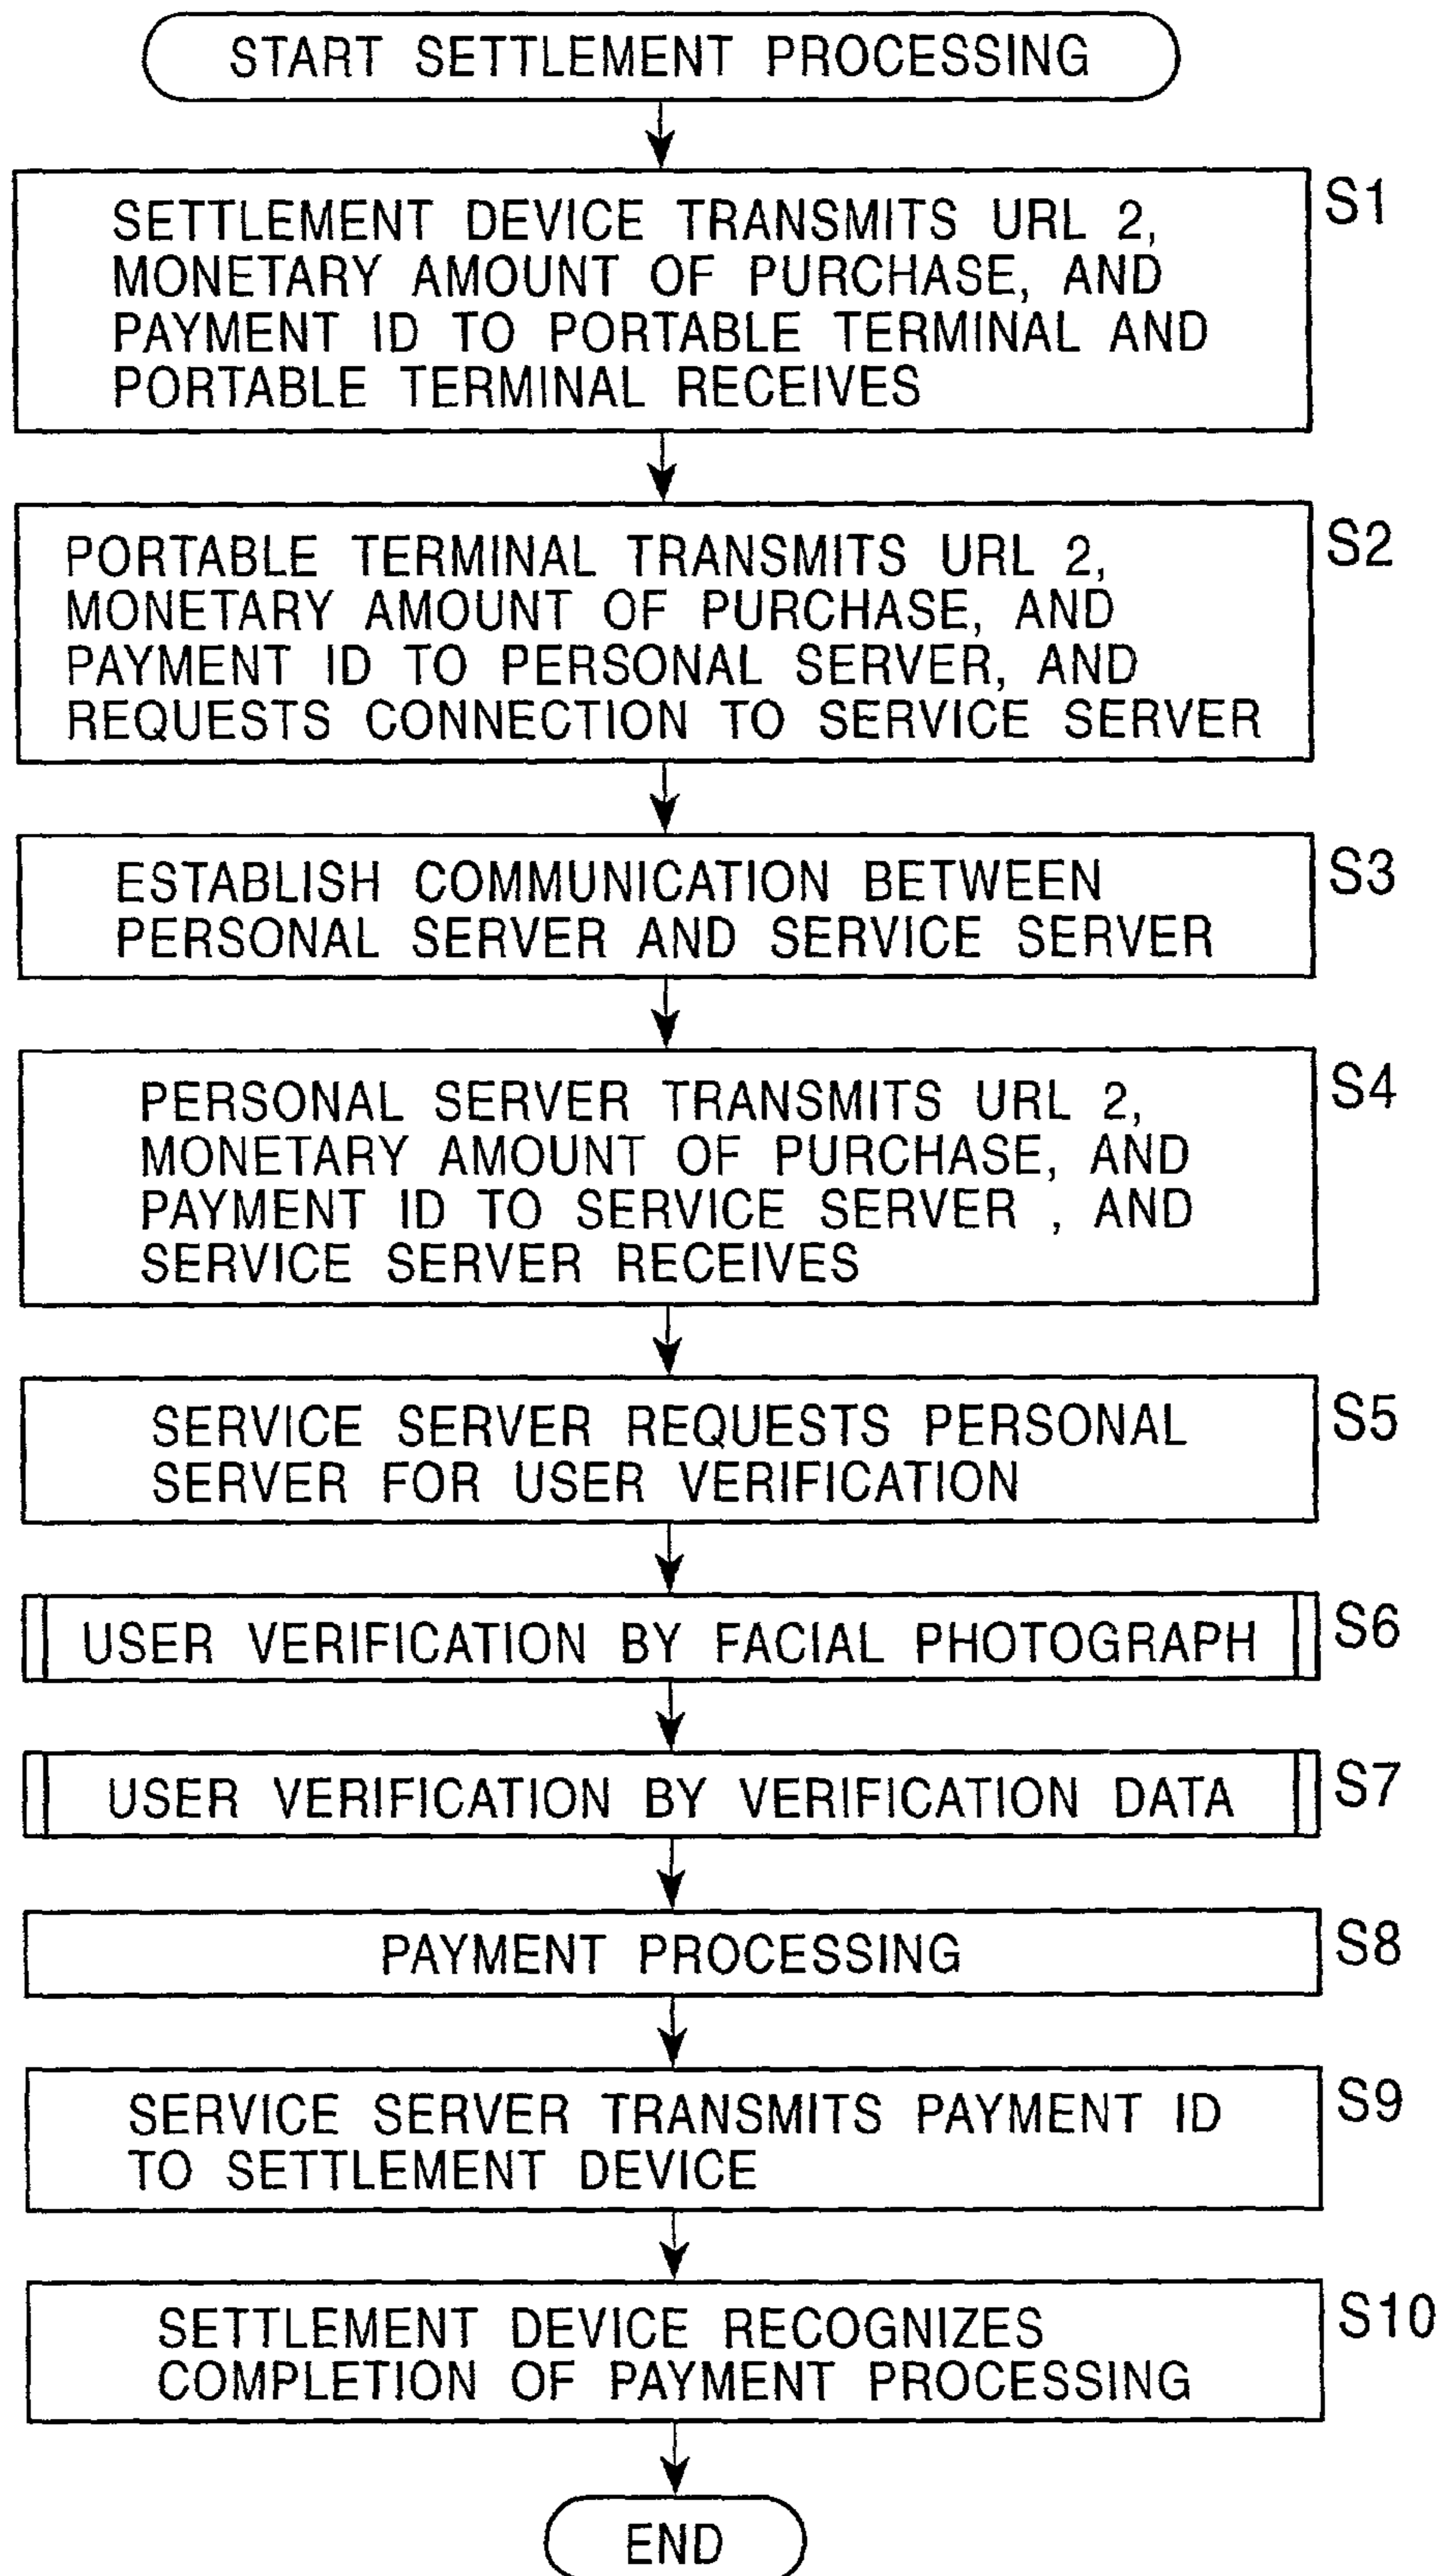 START SETTLEMENT PROCESSING
S1
SETTLEMENT DEVICE TRANSMITS URL 2,
MONETARY AMOUNT OF PURCHASE, AND
PAYMENT ID TO PORTABLE TERMINAL AND
PORTABLE TERMINAL RECEIVES
S2
PORTABLE TERMINAL TRANSMITS URL 2,
MONETARY AMOUNT OF PURCHASE, AND
PAYMENT ID TO PERSONAL SERVER, AND
REQUESTS CONNECTION TO SERVICE SERVER
S3
ESTABLISH COMMUNICATION BETWEEN
PERSONAL SERVER AND SERVICE SERVER
S4
PERSONAL SERVER TRANSMITS URL 2,
MONETARY AMOUNT OF PURCHASE, AND
PAYMENT ID TO SERVICE SERVER , AND
SERVICE SERVER RECEIVES
S5
SERVICE SERVER REQUESTS PERSONAL
SERVER FOR USER VERIFICATION
S6
USER VERIFICATION BY FACIAL PHOTOGRAPH
S7
USER VERIFICATION BY VERIFICATION DATA
S8
PAYMENT PROCESSING
S9
SERVICE SERVER TRANSMITS PAYMENT ID
TO SETTLEMENT DEVICE
S10
SETTLEMENT DEVICE RECOGNIZES
COMPLETION OF PAYMENT PROCESSING
END